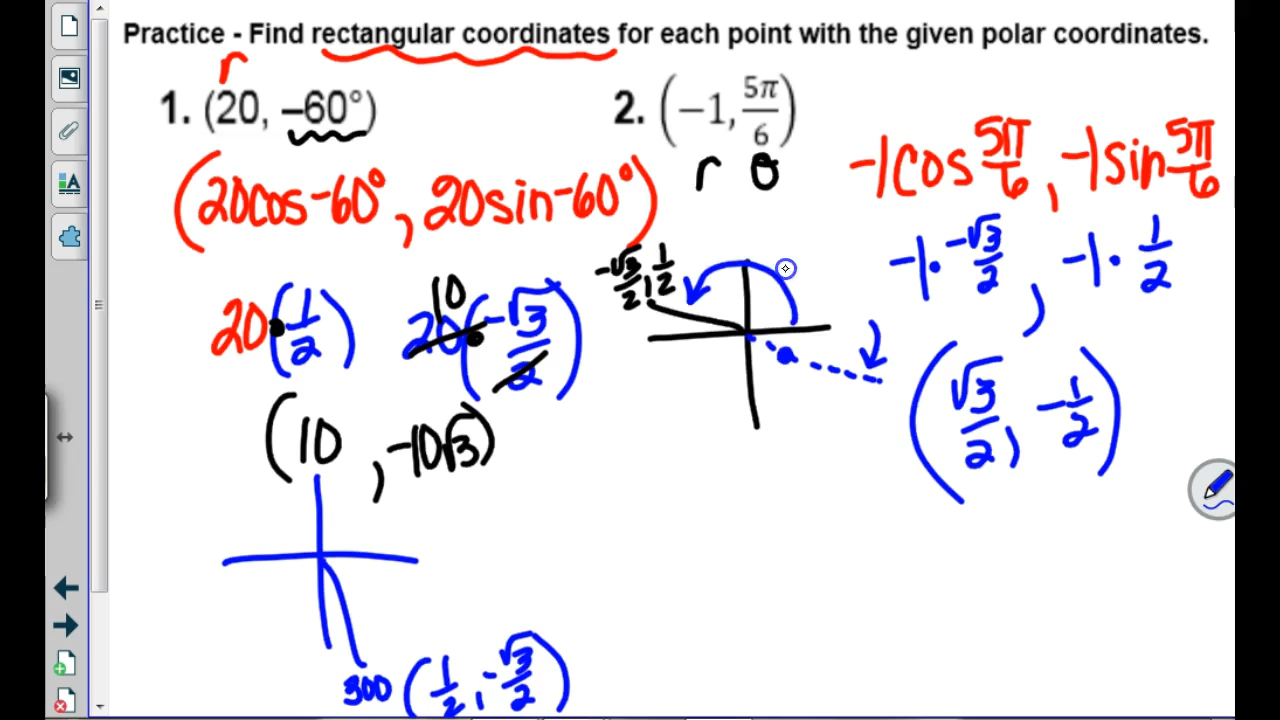 Practice - Find rectangular coordinates for each point with the given polar coordinates.
r
1. (20, −60°)
2. (−1, 5π/6)
r θ
(20cos-60°, 20sin-60°)
-1cos 5π/6, -1sin 5π/6
20·(1/2)
10
20·(-√3/2)
-√3/2, 1/2
-1·-√3/2, -1·1/2
(√3/2, -1/2)
(10, -10√3)
300 (1/2, -√3/2)
A